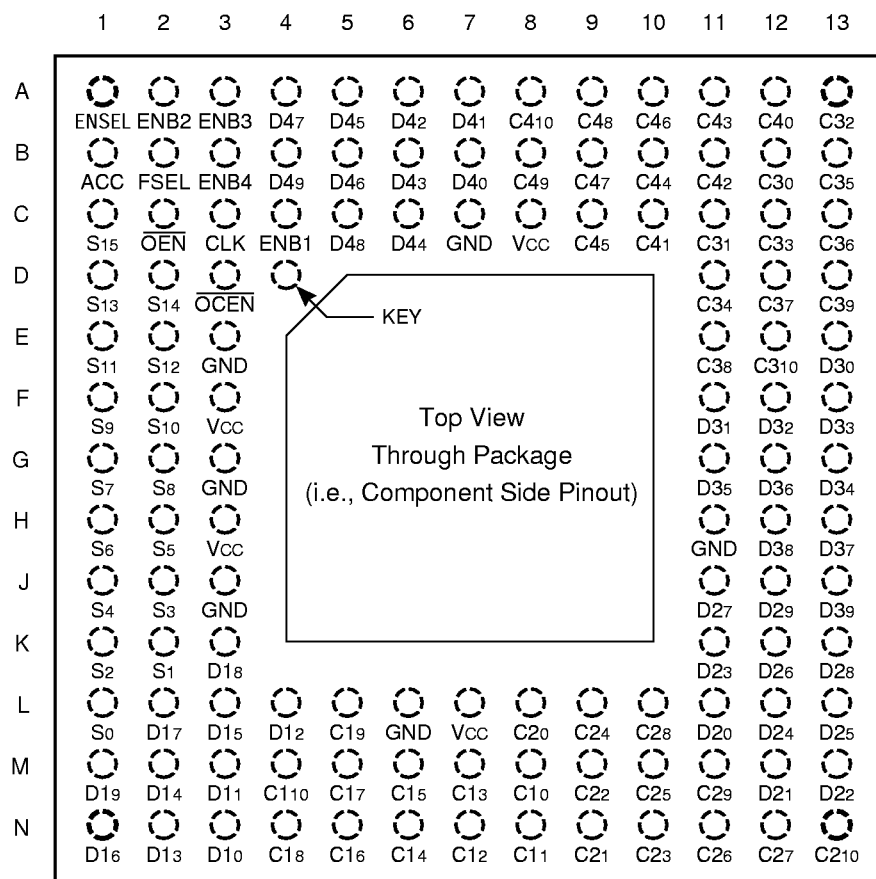 1 2 3 4 5 6 7 8 9 10 11 12 13
A
ENSEL ENB2 ENB3 D47 D45 D42 D41 C410 C48 C46 C43 C40 C32
B
ACC FSEL ENB4 D49 D46 D43 D40 C49 C47 C44 C42 C30 C35
C
S15 OEN CLK ENB1 D48 D44 GND VCC C45 C41 C31 C33 C36
D
S13 S14 OCEN KEY C34 C37 C39
E
S11 S12 GND C38 C310 D30
F
S9 S10 VCC D31 D32 D33
Top View
G
Through Package
S7 S8 GND D35 D36 D34
(i.e., Component Side Pinout)
H
S6 S5 VCC GND D38 D37
J
S4 S3 GND D27 D29 D39
K
S2 S1 D18 D23 D26 D28
L
S0 D17 D15 D12 C19 GND VCC C20 C24 C28 D20 D24 D25
M
D19 D14 D11 C110 C17 C15 C13 C10 C22 C25 C29 D21 D22
N
D16 D13 D10 C18 C16 C14 C12 C11 C21 C23 C26 C27 C210